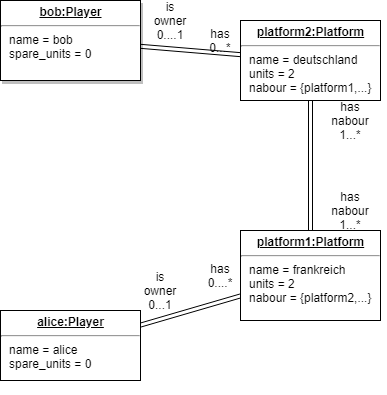 bob:Player
name = bob
spare_units = 0
is
owner
0....1
has
0...*
platform2:Platform
name = deutschland
units = 2
nabour = {platform1,...}
has
nabour
1...*
has
nabour
1...*
platform1:Platform
name = frankreich
units = 2
nabour = {platform2,...}
is
owner
0...1
has
0....*
alice:Player
name = alice
spare_units = 0